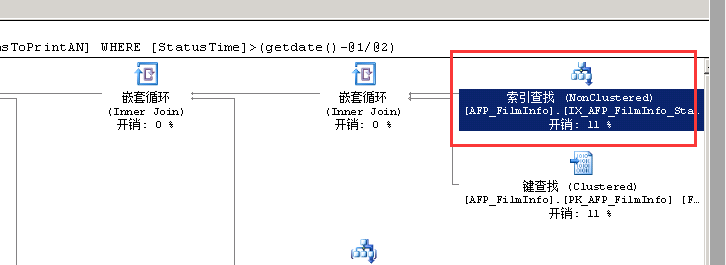 sToPrintAN] WHERE [StatusTime]>(getdate()-@1/@2)
嵌套循环
(Inner Join)
开销: 0 %
嵌套循环
(Inner Join)
开销: 0 %
索引查找 (NonClustered)
[AFP_FilmInfo].[IX_AFP_FilmInfo_Sta…
开销: 11 %
键查找 (Clustered)
[AFP_FilmInfo].[PK_AFP_FilmInfo] [F…
开销: 11 %